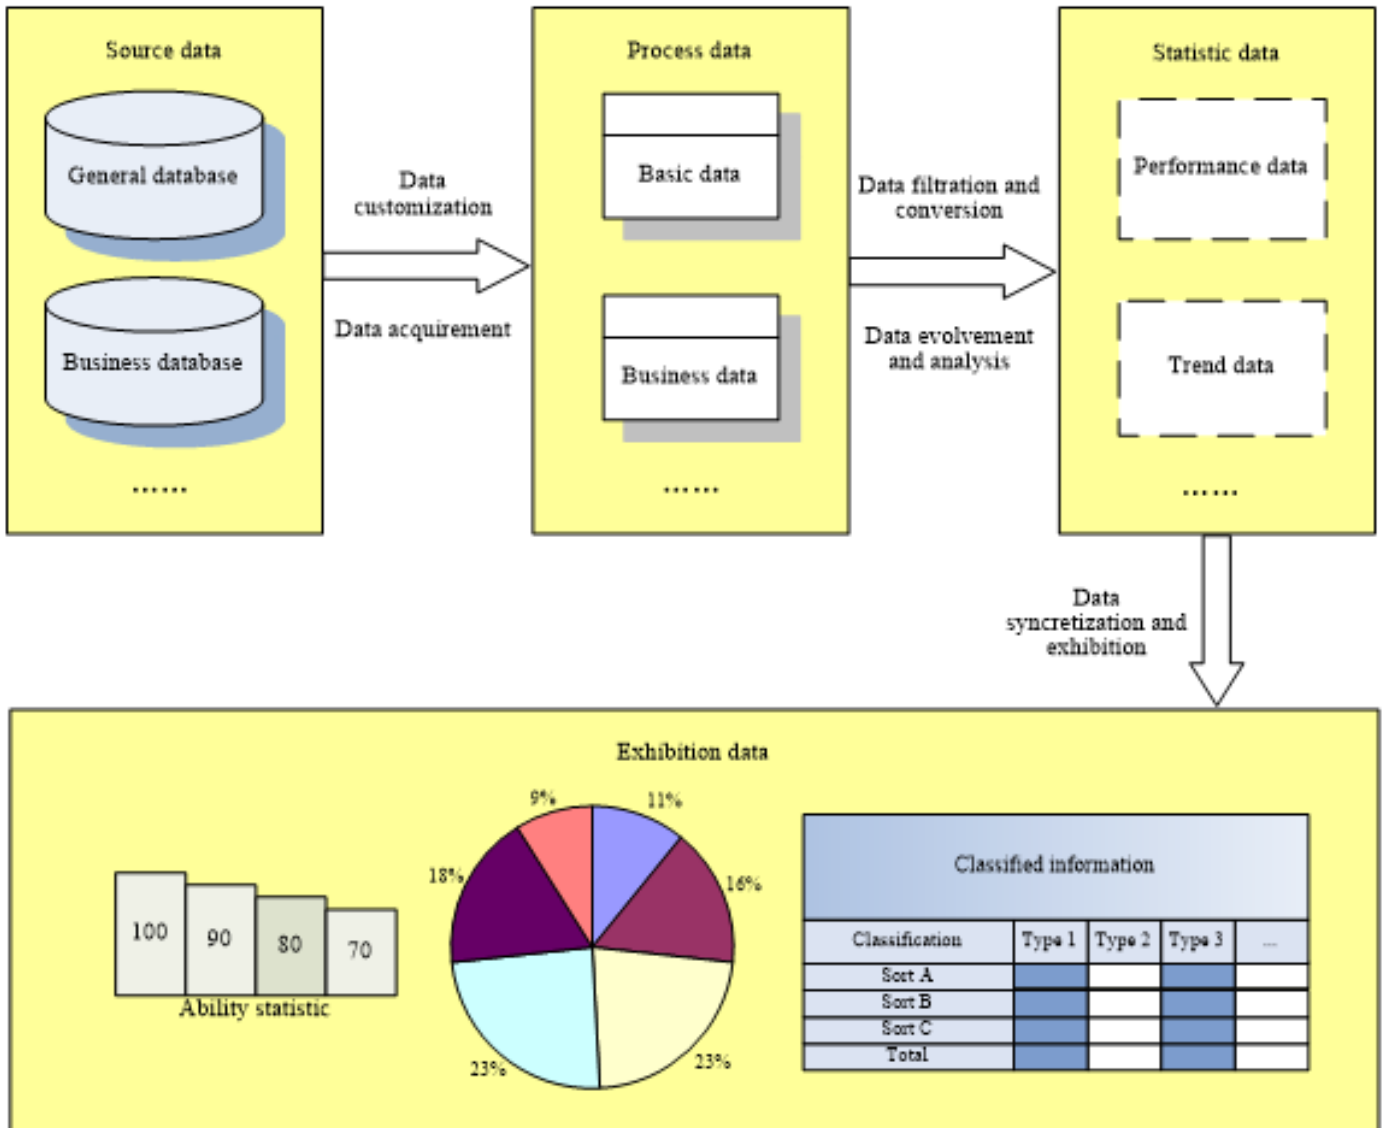 Source data
General database
Business database
……
Data
customization
Data acquirement
Process data
Basic data
Business data
……
Data filtration and
conversion
Data evolvement
and analysis
Statistic data
Performance data
Trend data
……
Data
syncretization and
exhibition
Exhibition data
100
90
80
70
Ability statistic
9%
11%
18%
16%
23%
23%
Classified information
Classification Type 1 Type 2 Type 3 ...
Sort A
Sort B
Sort C
Total